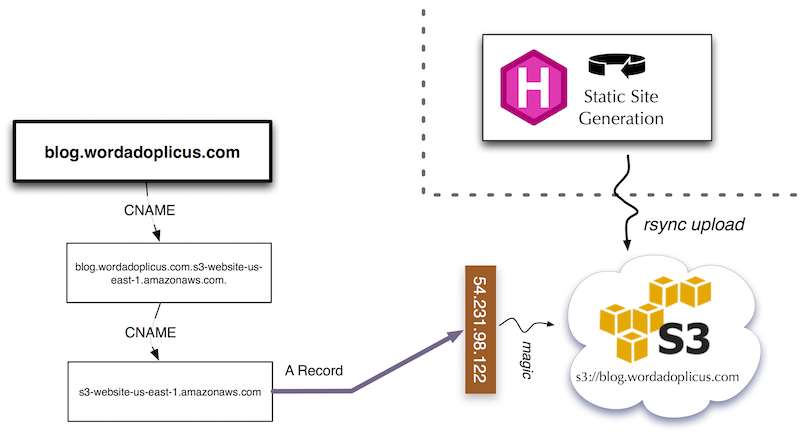 H
Static Site
Generation
blog.wordadoplicus.com
CNAME
rsync upload
blog.wordadoplicus.com.s3-website-us-
east-1.amazonaws.com.
CNAME
54.231.98.122
magic
S3
s3://blog.wordadoplicus.com
A Record
s3-website-us-east-1.amazonaws.com